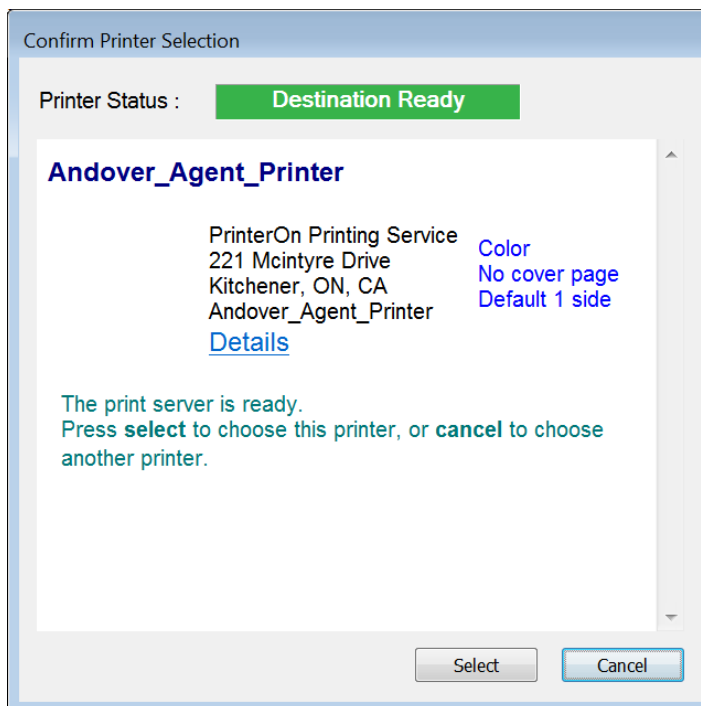 Confirm Printer Selection
Printer Status :
Destination Ready
Andover_Agent_Printer
PrinterOn Printing Service
221 Mcintyre Drive
Kitchener, ON, CA
Andover_Agent_Printer
Details
Color
No cover page
Default 1 side
The print server is ready.
Press select to choose this printer, or cancel to choose
another printer.
Select
Cancel